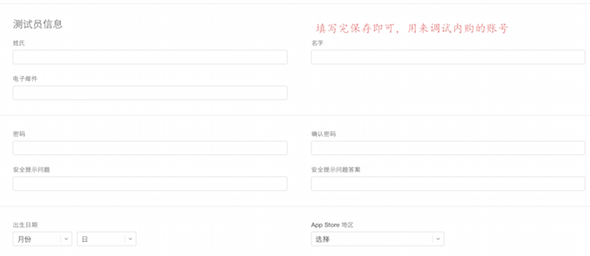 测试员信息
填写完保存即可，用来调试内购的账号
姓氏
名字
电子邮件
密码
确认密码
安全提示问题
安全提示问题答案
出生日期
App Store 地区
月份
日
选择